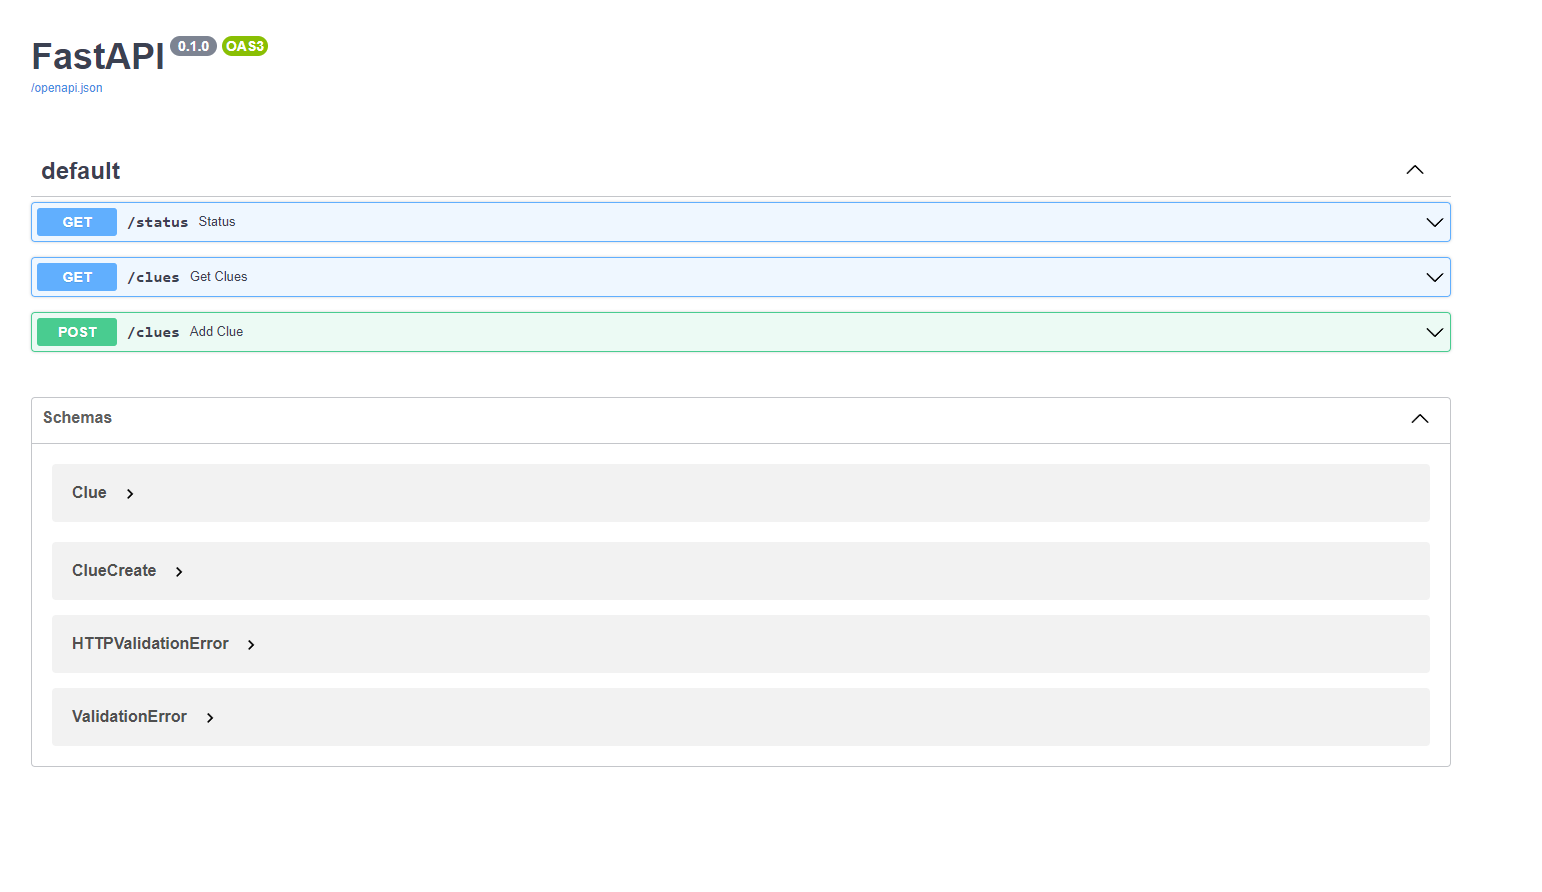 FastAPI 0.1.0 OAS3
/openapi.json
default
GET /status Status
GET /clues Get Clues
POST /clues Add Clue
Schemas
Clue
ClueCreate
HTTPValidationError
ValidationError